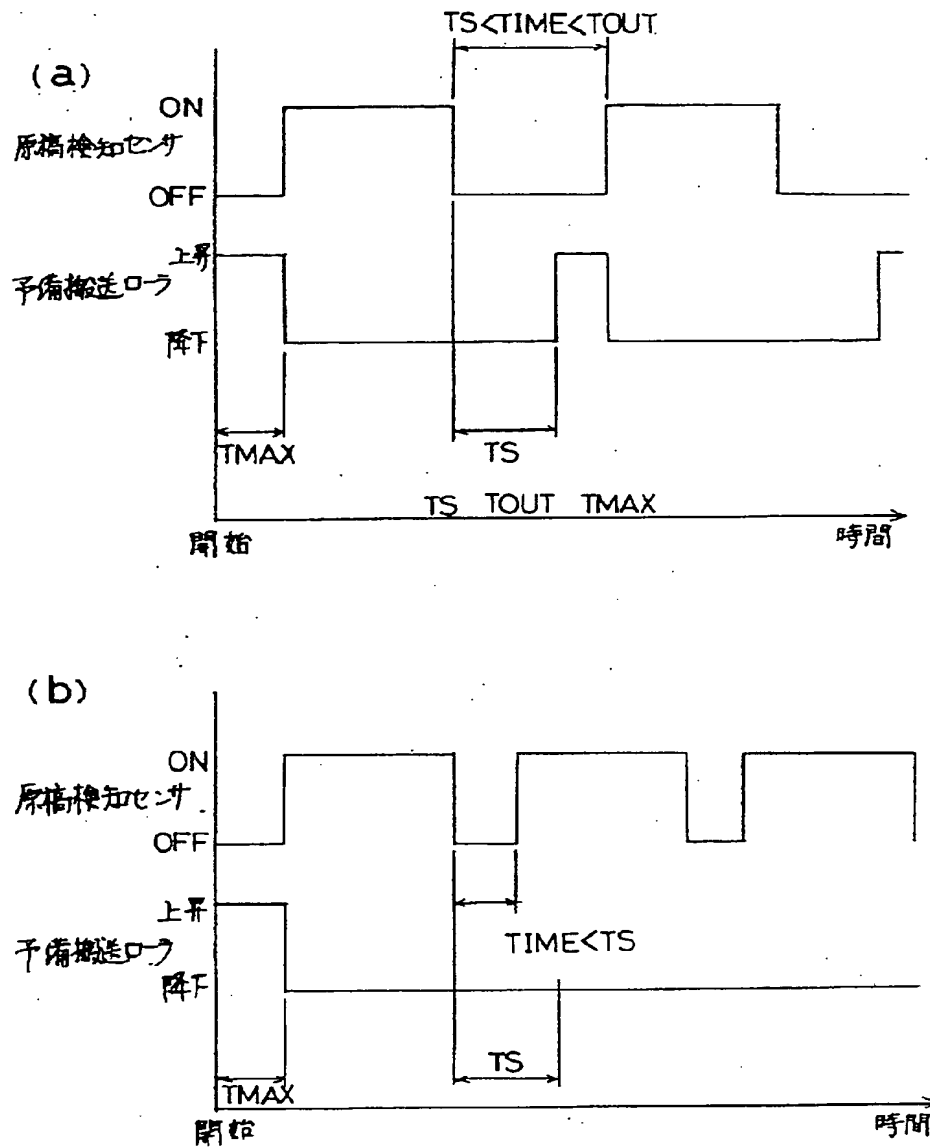 TS<TIME<TOUT
(a)
ON
原稿検知センサ
OFF
上昇
予備搬送ローラ
降下
TMAX
TS
TS TOUT TMAX
開始
時間
(b)
ON
原稿検知センサ
OFF
上昇
予備搬送ローラ
TIME<TS
降下
TS
TMAX
開始
時間